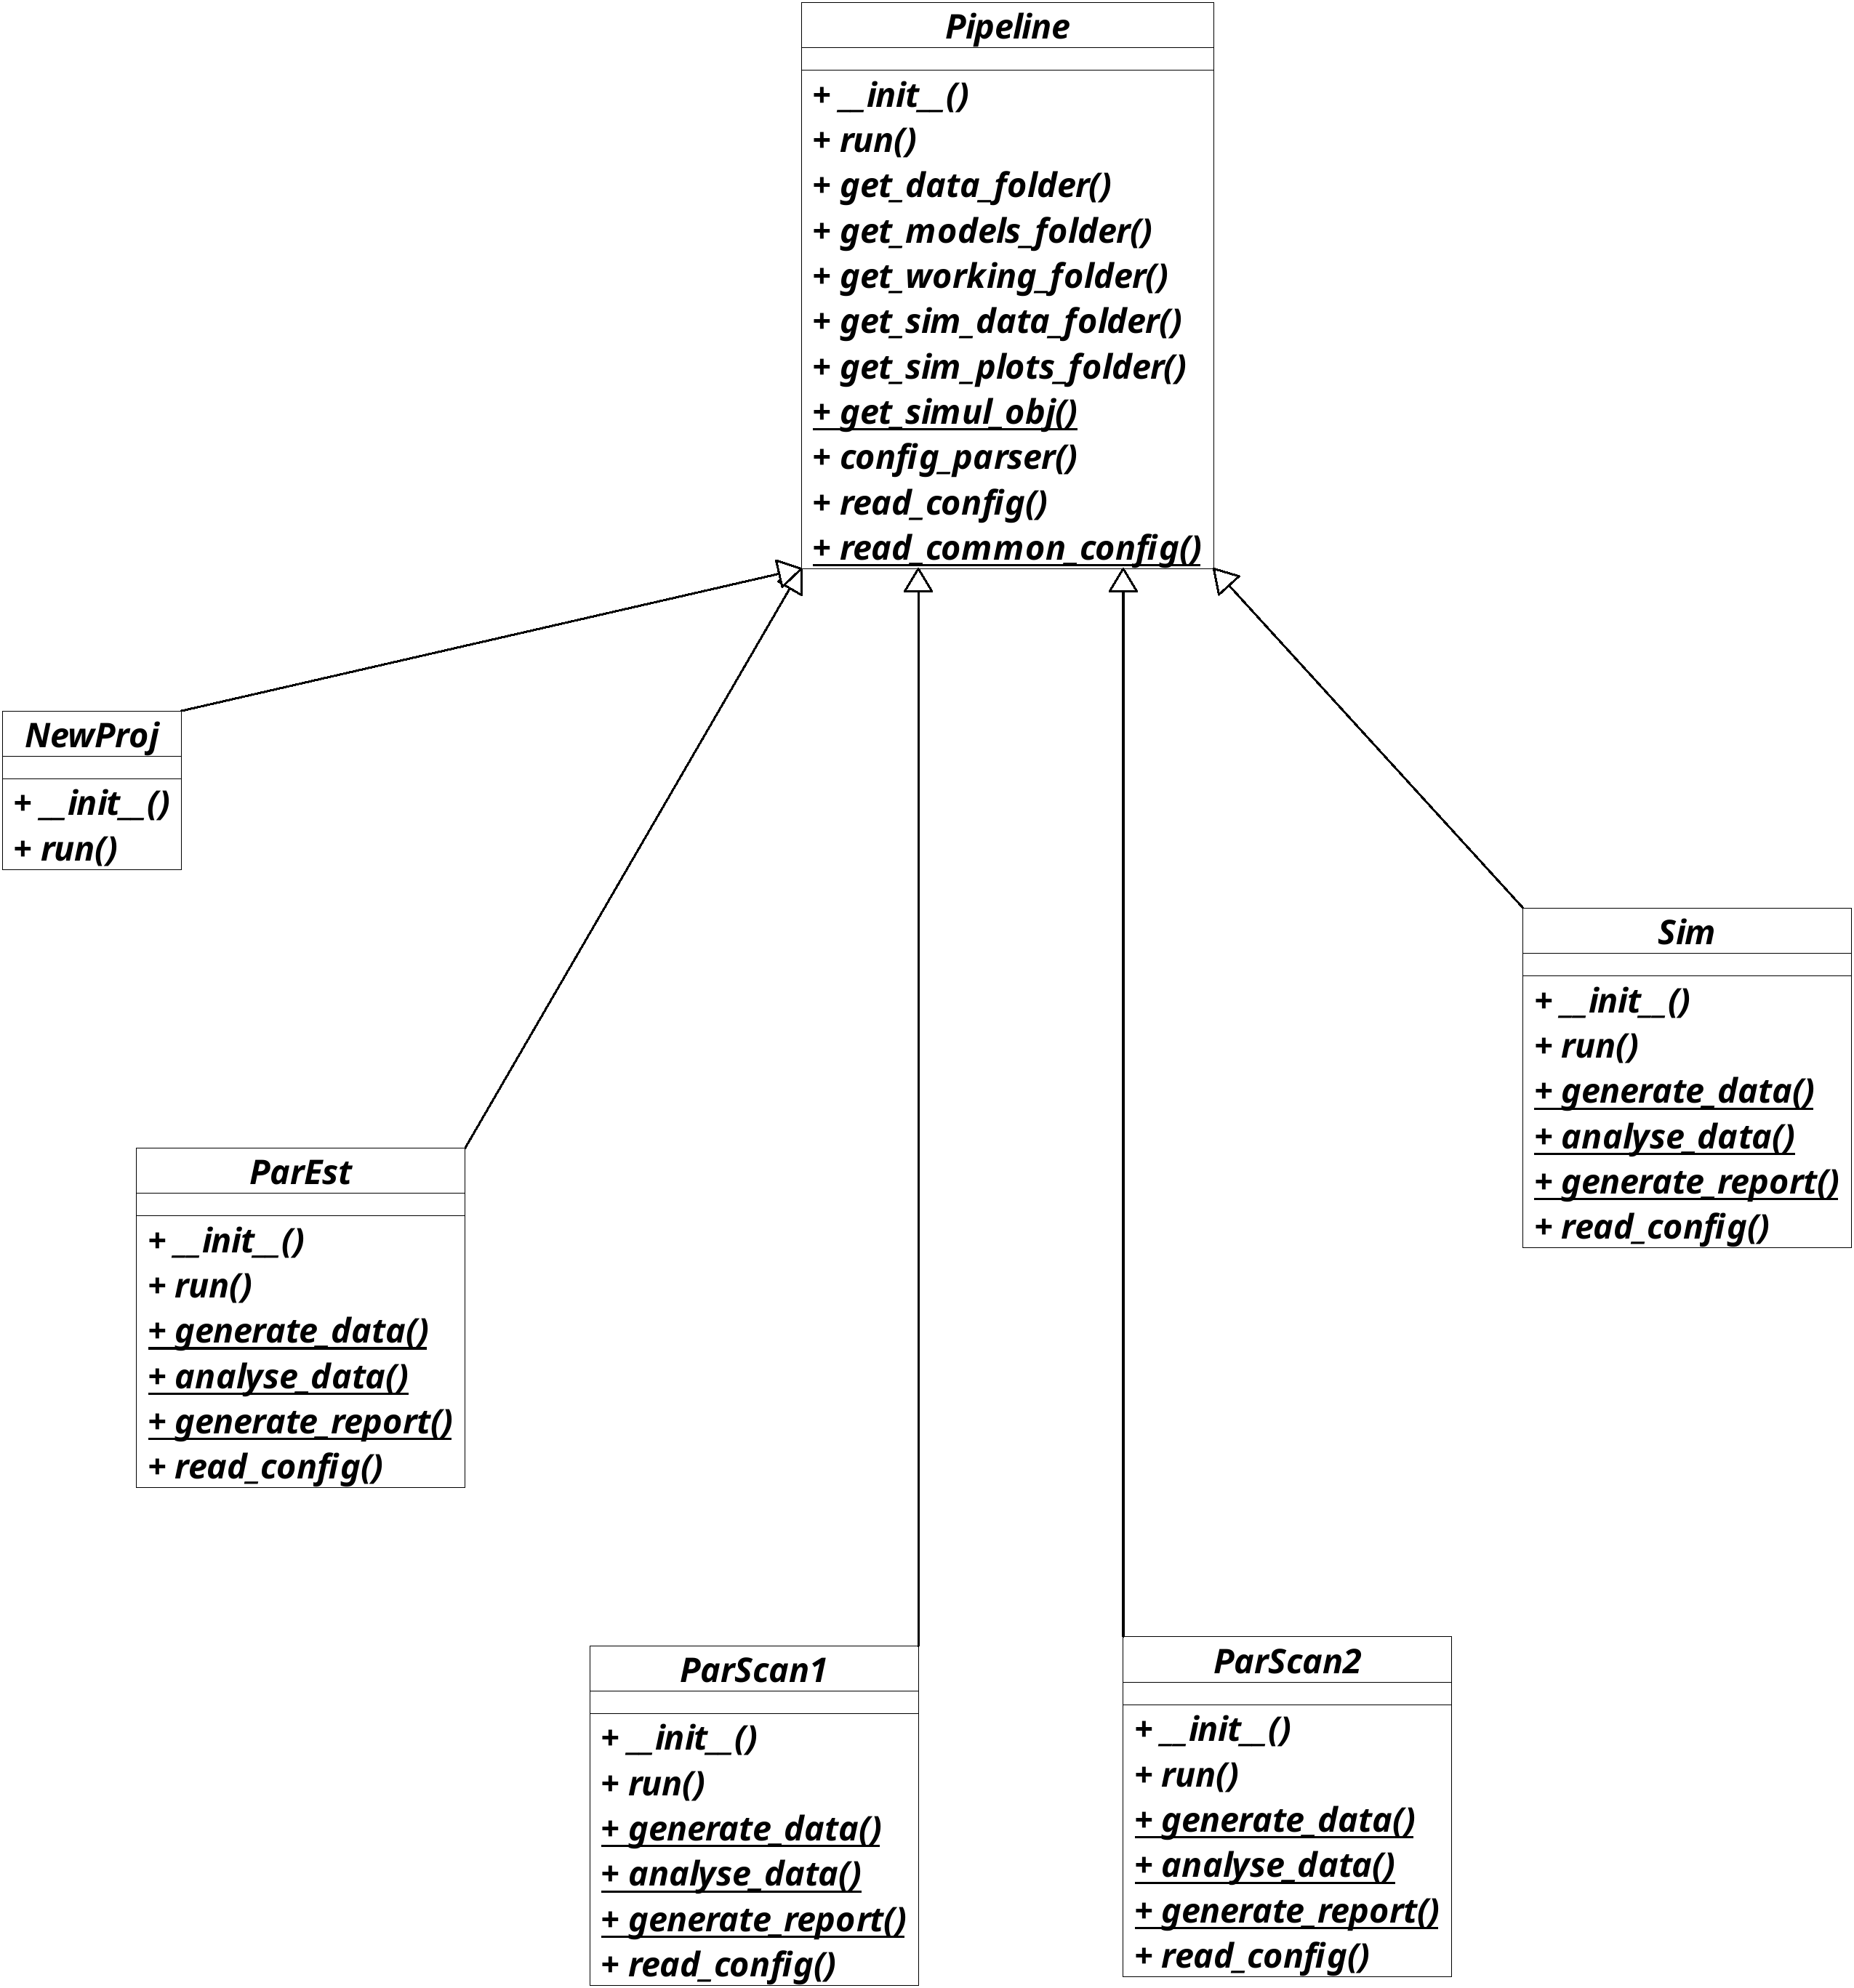 Pipeline
+ __init__()
+ run()
+ get_data_folder()
+ get_models_folder()
+ get_working_folder()
+ get_sim_data_folder()
+ get_sim_plots_folder()
+ get_simul_obj()
+ config_parser()
+ read_config()
+ read_common_config()
NewProj
+ __init__()
+ run()
Sim
+ __init__()
+ run()
+ generate_data()
+ analyse_data()
+ generate_report()
+ read_config()
ParEst
+ __init__()
+ run()
+ generate_data()
+ analyse_data()
+ generate_report()
+ read_config()
ParScan1
+ __init__()
+ run()
+ generate_data()
+ analyse_data()
+ generate_report()
+ read_config()
ParScan2
+ __init__()
+ run()
+ generate_data()
+ analyse_data()
+ generate_report()
+ read_config()